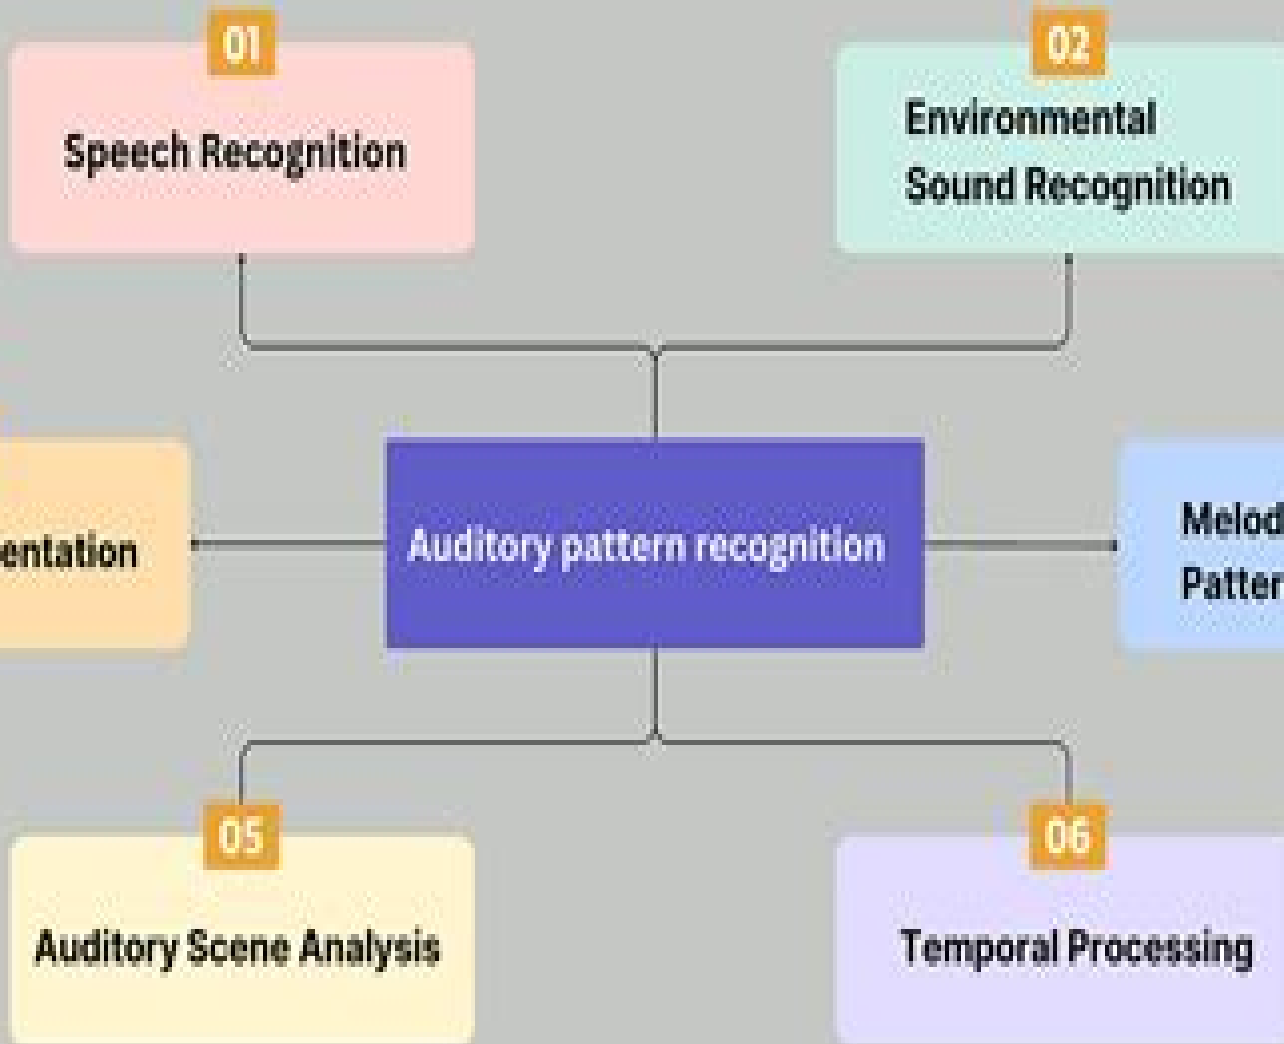 01
Speech Recognition
02
Environmental
Sound Recognition
entation
Auditory pattern recognition
Melod
Patter
05
Auditory Scene Analysis
06
Temporal Processing